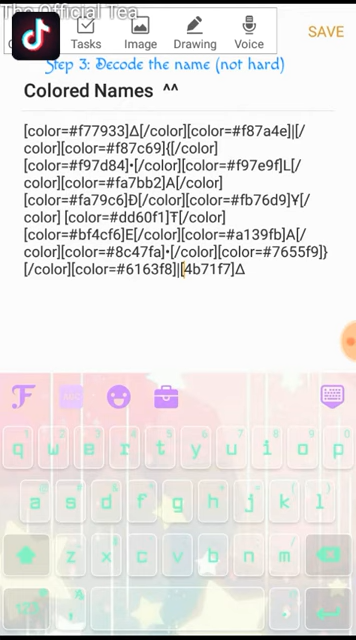 The Official Tea
Tasks
Image
Drawing
Voice
SAVE
Step 3: Decode the name (not hard)
Colored Names ^^
[color=#f77933]Δ[/color][color=#f87a4e]|[/
color][color=#f87c69]{[/color]
[color=#f97d84]•[/color][color=#f97e9f]L[/
color][color=#fa7bb2]A[/color]
[color=#fa79c6]Ð[/color][color=#fb76d9]Ɏ[/
color] [color=#dd60f1]Ŧ[/color]
[color=#bf4cf6]E[/color][color=#a139fb]A[/
color][color=#8c47fa]•[/color][color=#7655f9]}
[/color][color=#6163f8]|[4b71f7]Δ
q w e r t y u i o p
a s d f g h j k l
z x c v b n m